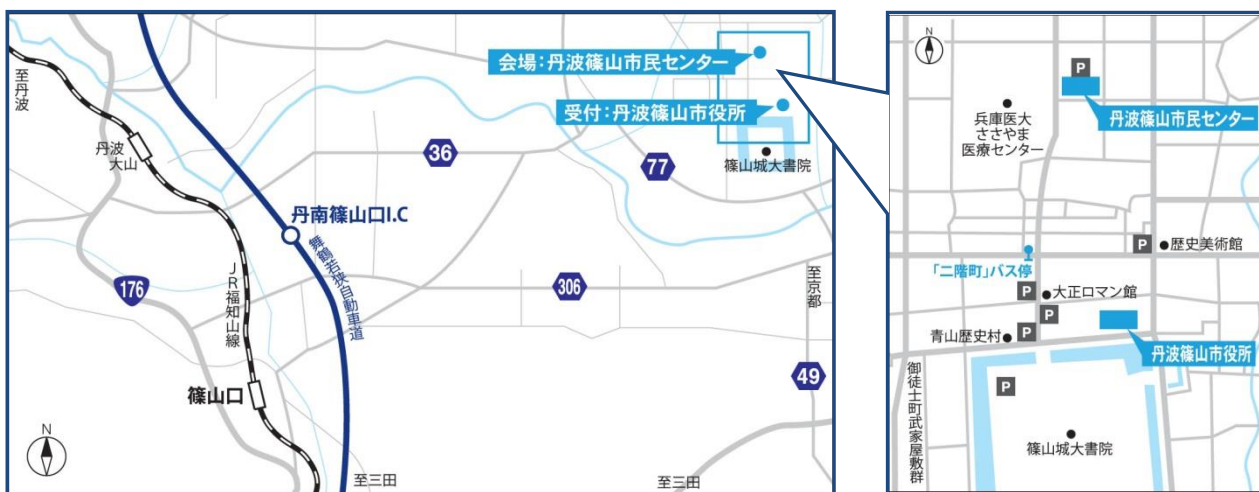 至丹波
丹波
大山
176
JR福知山線
篠山口
N
丹南篠山口I.C
舞鶴若狭自動車道
36
306
至三田
会場：丹波篠山市民センター
受付：丹波篠山市役所
77
篠山城大書院
至京都
49
至三田
N
P
丹波篠山市民センター
兵庫医大
ささやま
医療センター
P
歴史美術館
「二階町」バス停
P
大正ロマン館
P
青山歴史村
P
丹波篠山市役所
御徒士町武家屋敷群
P
篠山城大書院